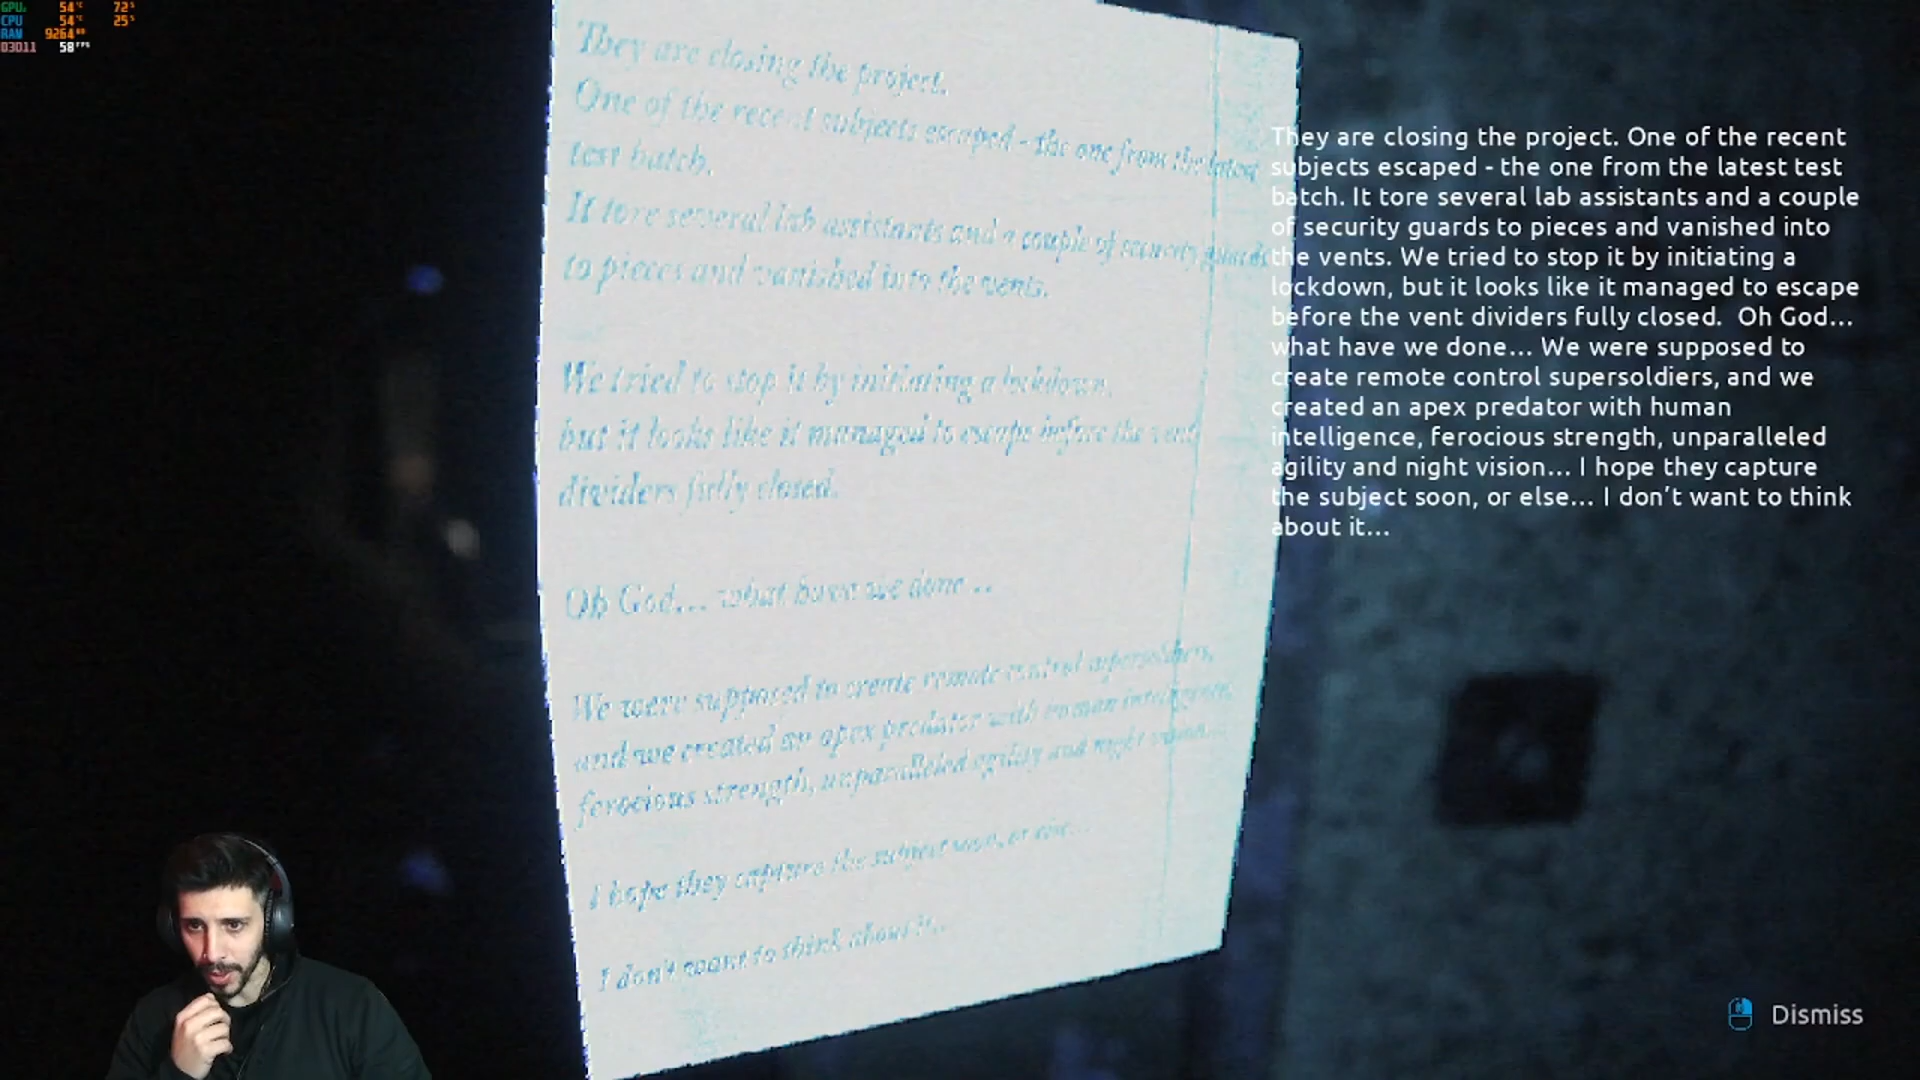 GPU 54 °C 72 %
CPU 54 °C 25 %
RAM 9264 MB
D3D11 58 FPS
They are closing the project.
One of the recent subjects escaped - the one from the latest
test batch.
It tore several lab assistants and a couple of security guards
to pieces and vanished into the vents.
We tried to stop it by initiating a lockdown,
but it looks like it managed to escape before the vent
dividers fully closed.
Oh God... what have we done...
We were supposed to create remote control supersoldiers,
and we created an apex predator with human intelligence,
ferocious strength, unparalleled agility and night vision...
I hope they capture the subject soon, or else...
I don't want to think about it...
They are closing the project. One of the recent
subjects escaped - the one from the latest test
batch. It tore several lab assistants and a couple
of security guards to pieces and vanished into
the vents. We tried to stop it by initiating a
lockdown, but it looks like it managed to escape
before the vent dividers fully closed.  Oh God...
what have we done... We were supposed to
create remote control supersoldiers, and we
created an apex predator with human
intelligence, ferocious strength, unparalleled
agility and night vision... I hope they capture
the subject soon, or else... I don’t want to think
about it...
Dismiss